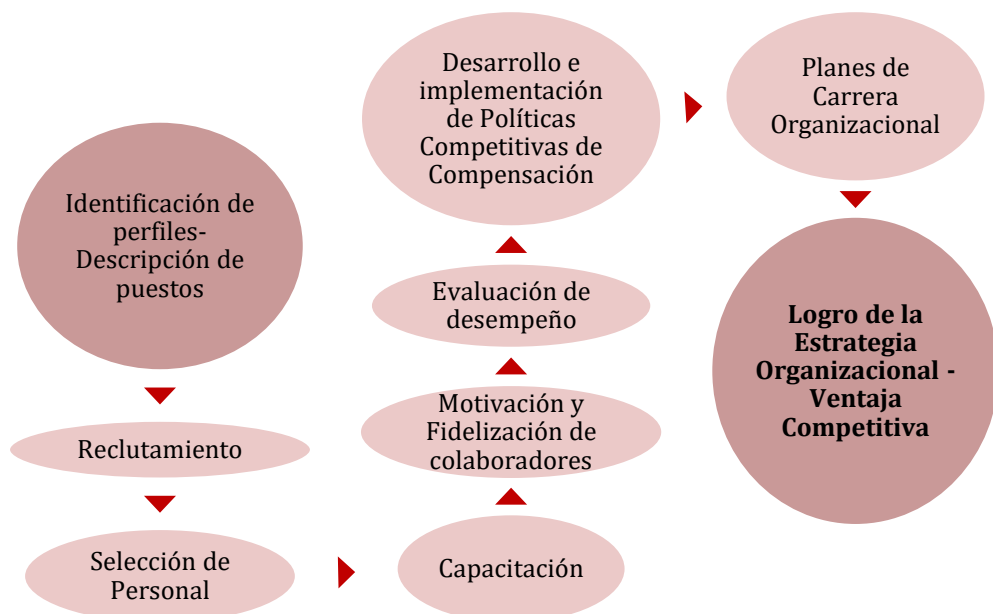 Identificación de
perfiles-
Descripción de
puestos
Reclutamiento
Selección de
Personal
Capacitación
Motivación y
Fidelización de
colaboradores
Evaluación de
desempeño
Desarrollo e
implementación
de Políticas
Competitivas de
Compensación
Planes de
Carrera
Organizacional
Logro de la
Estrategia
Organizacional -
Ventaja
Competitiva